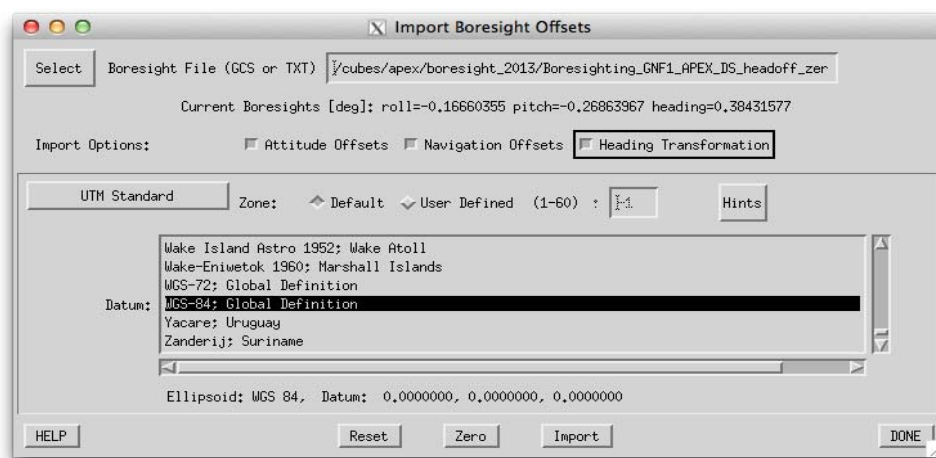 Import Boresight Offsets
Select Boresight File (GCS or TXT) /cubes/apex/boresight_2013/Boresighting_GNF1_APEX_DS_headoff_zer
Current Boresights [deg]: roll=-0.16660355 pitch=-0.26863967 heading=0.38431577
Import Options: Attitude Offsets Navigation Offsets Heading Transformation
UTM Standard Zone: Default User Defined (1-60) : -1 Hints
Wake Island Astro 1952; Wake Atoll
Wake-Eniwetok 1960; Marshall Islands
WGS-72; Global Definition
Datum: WGS-84; Global Definition
Yacare; Uruguay
Zanderij; Suriname
Ellipsoid: WGS 84, Datum: 0.0000000, 0.0000000, 0.0000000
HELP Reset Zero Import DONE